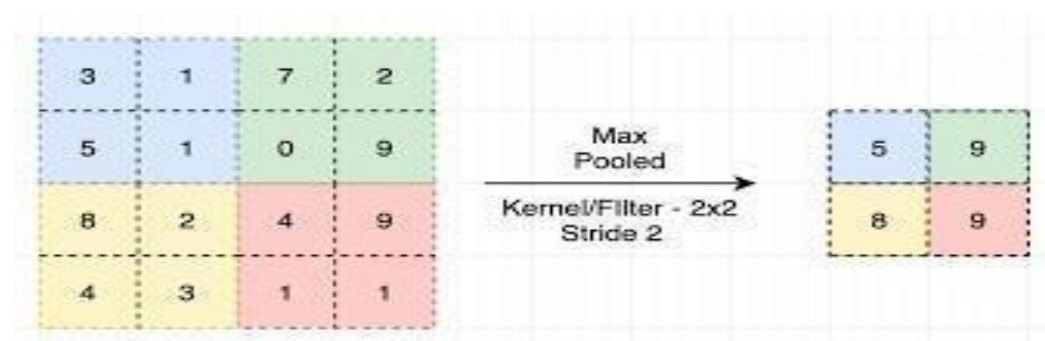 3 1 7 2
5 1 0 9
8 2 4 9
4 3 1 1
Max
Pooled
Kernel/Filter - 2x2
Stride 2
5 9
8 9